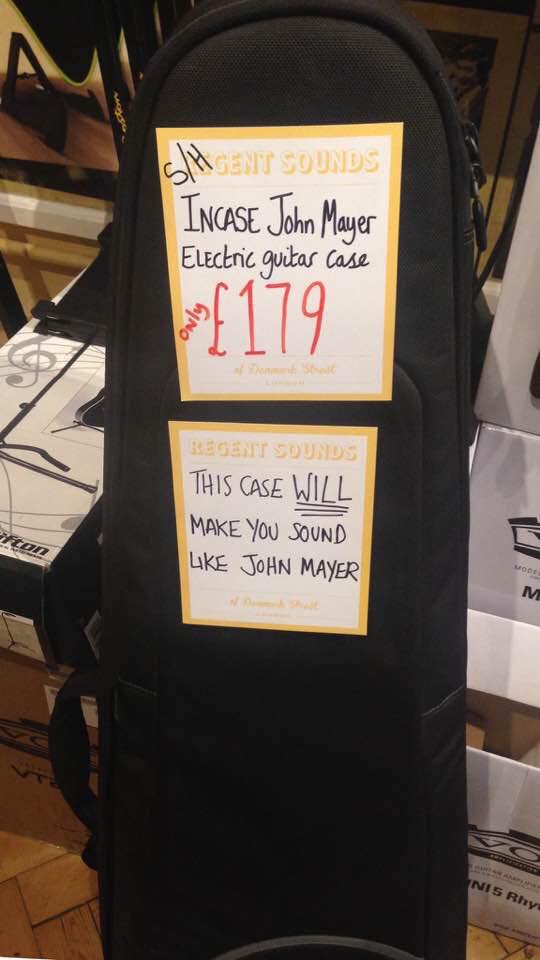 S/H
REGENT SOUNDS
INCASE John Mayer
Electric guitar case
only £179
of Denmark Street
REGENT SOUNDS
THIS CASE WILL
MAKE YOU SOUND
LIKE JOHN MAYER
of Denmark Street